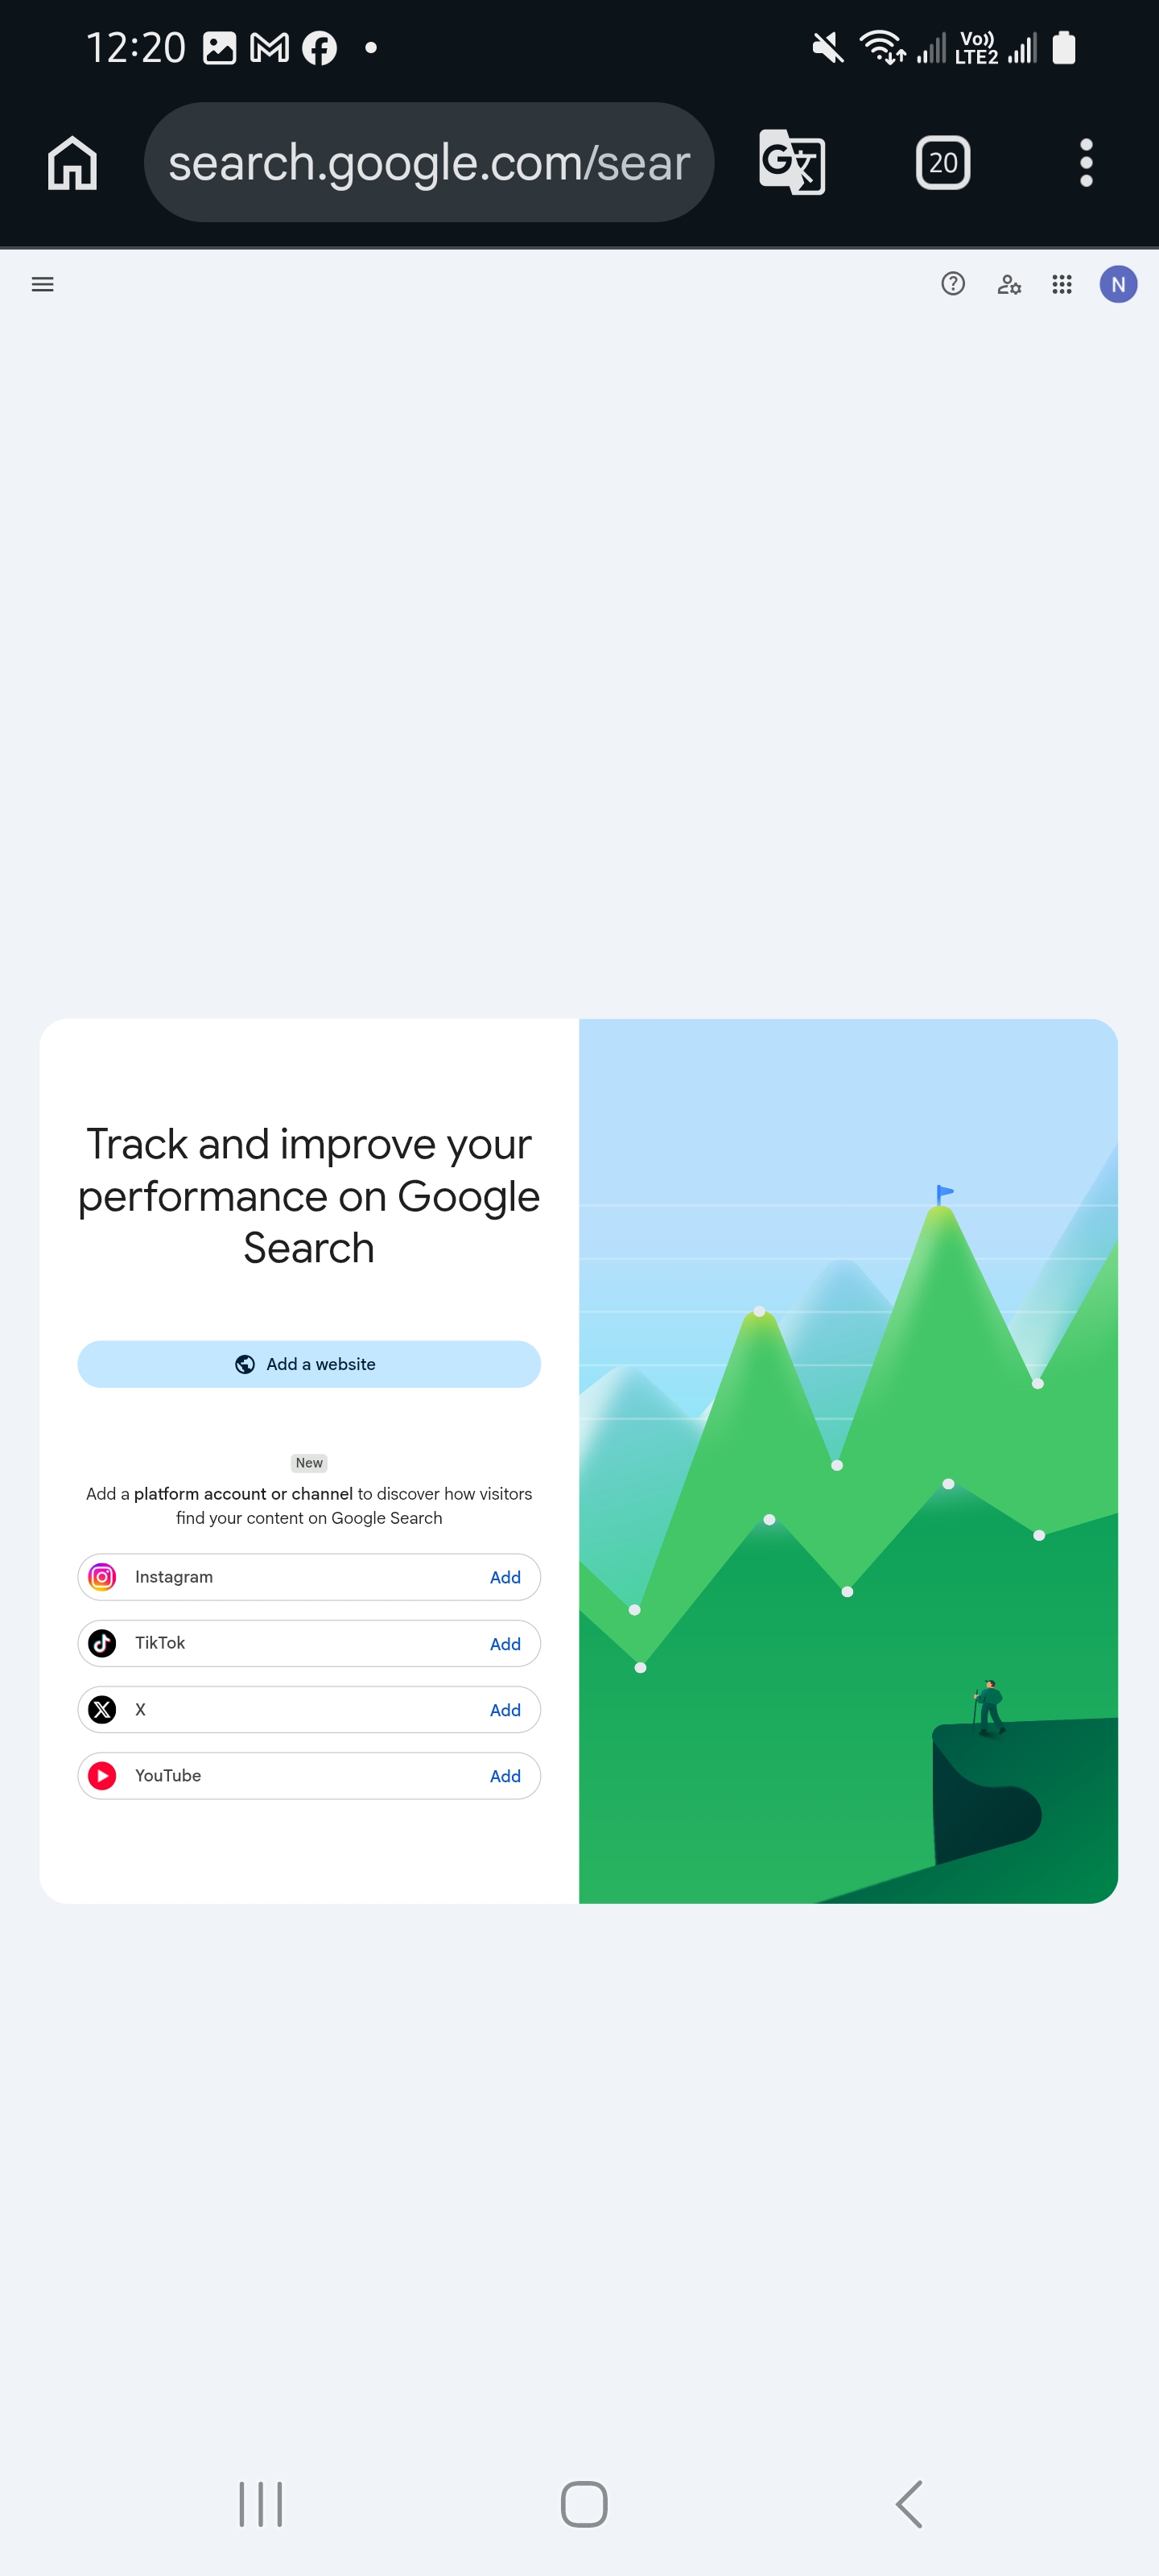 12:20
Vo))
LTE2
search.google.com/sear
20
N
Track and improve your
performance on Google
Search
Add a website
New
Add a platform account or channel to discover how visitors
find your content on Google Search
Instagram Add
TikTok Add
X Add
YouTube Add